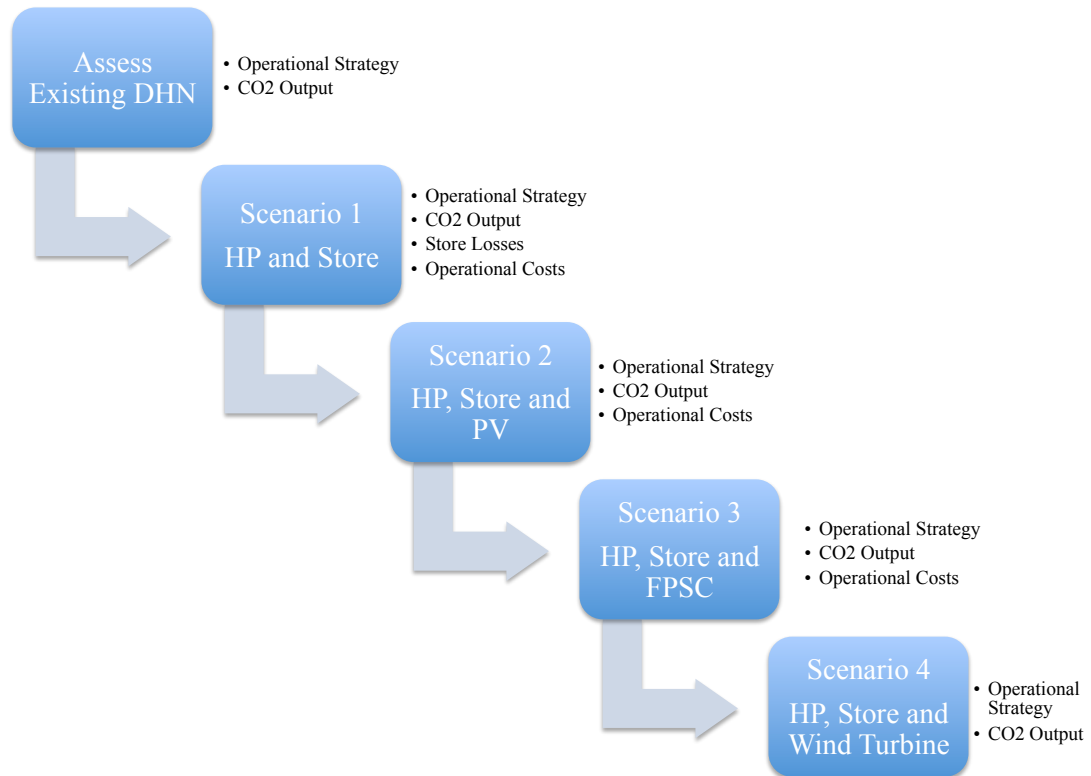 Assess
Existing DHN
• Operational Strategy
• CO2 Output
Scenario 1
HP and Store
• Operational Strategy
• CO2 Output
• Store Losses
• Operational Costs
Scenario 2
HP, Store and
PV
• Operational Strategy
• CO2 Output
• Operational Costs
Scenario 3
HP, Store and
FPSC
• Operational Strategy
• CO2 Output
• Operational Costs
Scenario 4
HP, Store and
Wind Turbine
• Operational
Strategy
• CO2 Output